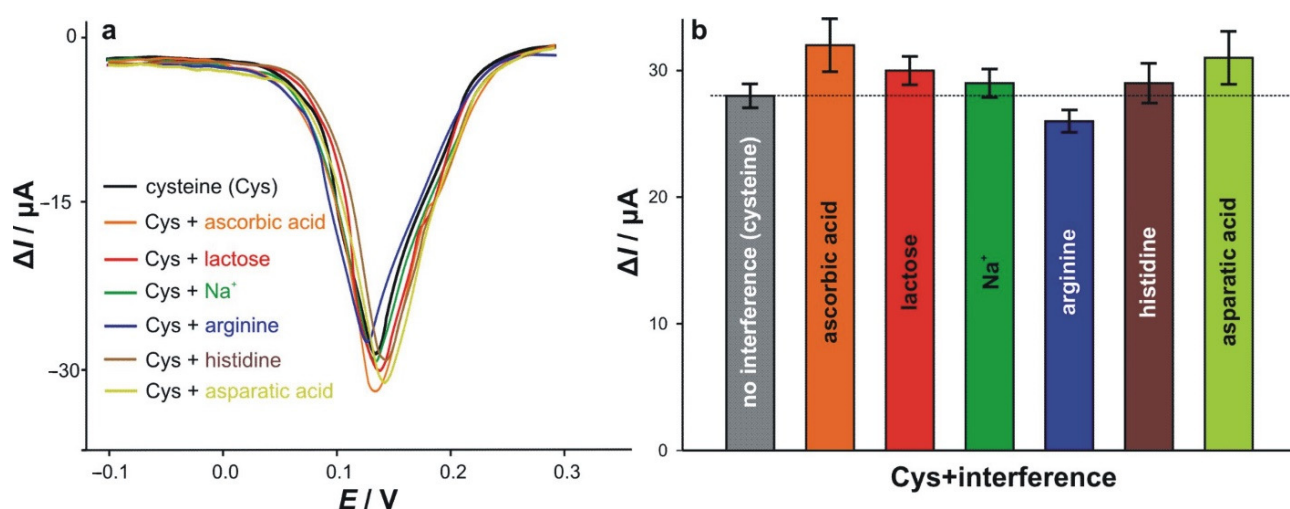 a
0
−15
−30
ΔI / μA
cysteine (Cys)
Cys + ascorbic acid
Cys + lactose
Cys + Na⁺
Cys + arginine
Cys + histidine
Cys + asparatic acid
−0.1
0.0
0.1
0.2
0.3
E / V
b
30
20
10
0
ΔI / μA
no interference (cysteine)
ascorbic acid
lactose
Na⁺
arginine
histidine
asparatic acid
Cys+interference